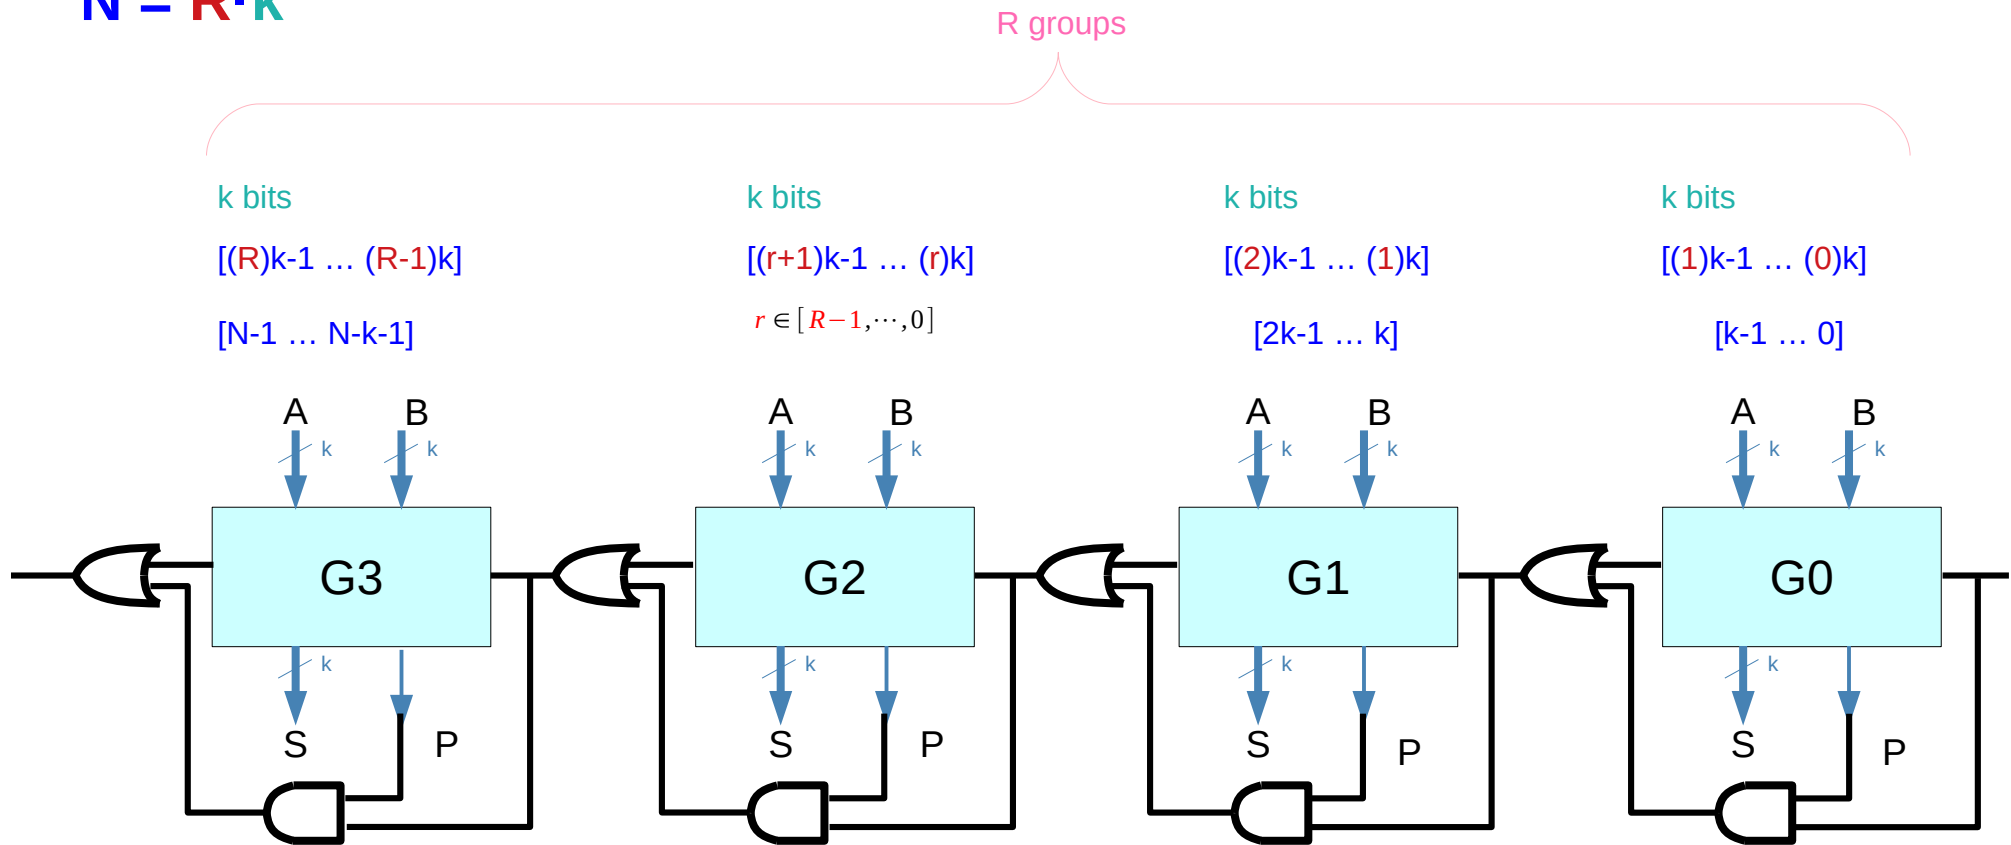 N = R·k
R groups
k bits k bits k bits k bits
[(R)k-1 … (R-1)k] [(r+1)k-1 … (r)k] [(2)k-1 … (1)k] [(1)k-1 … (0)k]
r ∈ [ R−1,⋯,0 ]
[N-1 … N-k-1] [2k-1 … k] [k-1 … 0]
A B A B A B A B
k k k k k k k k
G3 G2 G1 G0
k k k k
S P S P S P S P